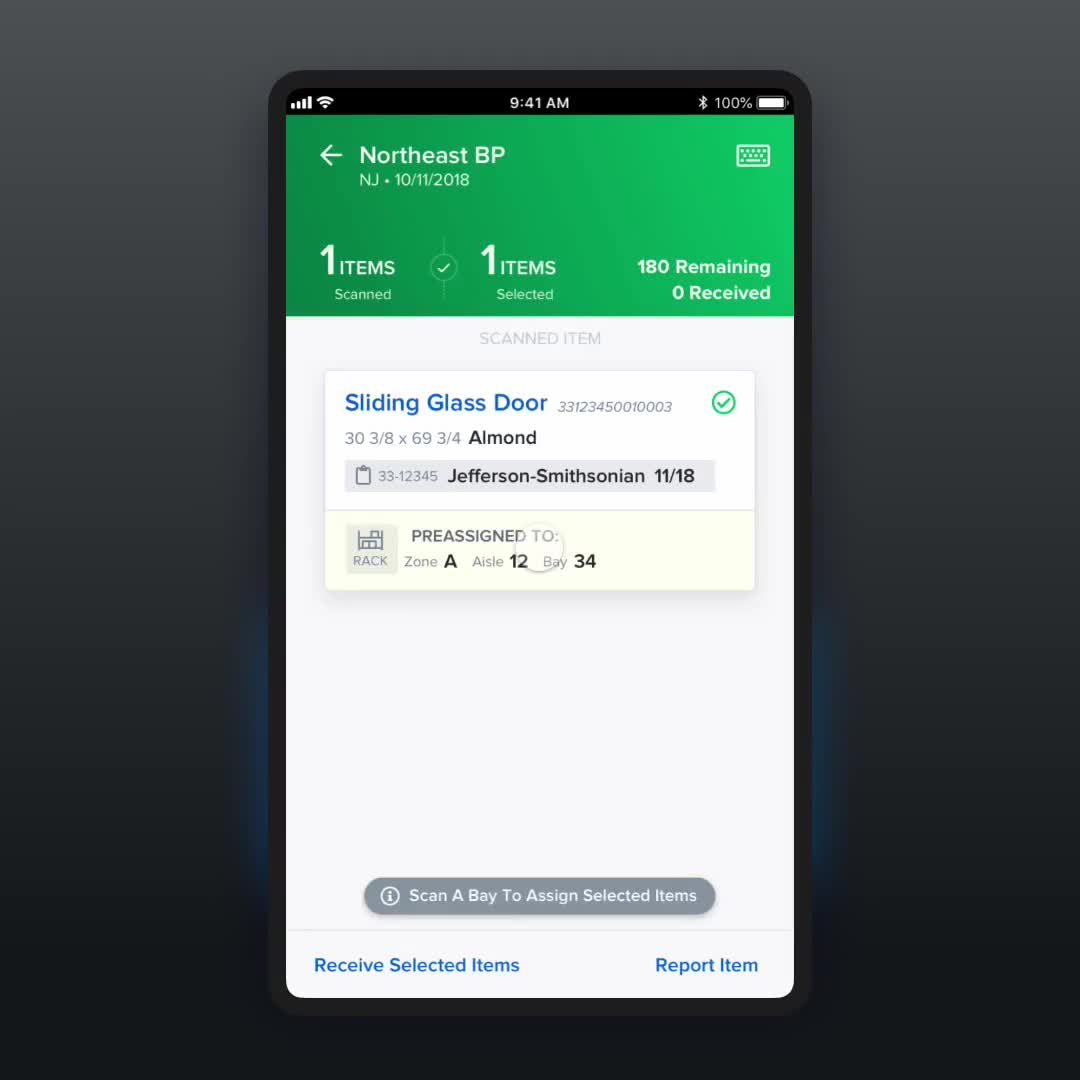 9:41 AM
100%
Northeast BP
NJ • 10/11/2018
1 ITEMS
Scanned
1 ITEMS
Selected
180 Remaining
0 Received
SCANNED ITEM
Sliding Glass Door 33123450010003
30 3/8 x 69 3/4 Almond
33-12345 Jefferson-Smithsonian 11/18
RACK
PREASSIGNED TO:
Zone A Aisle 12 Bay 34
Scan A Bay To Assign Selected Items
Receive Selected Items
Report Item